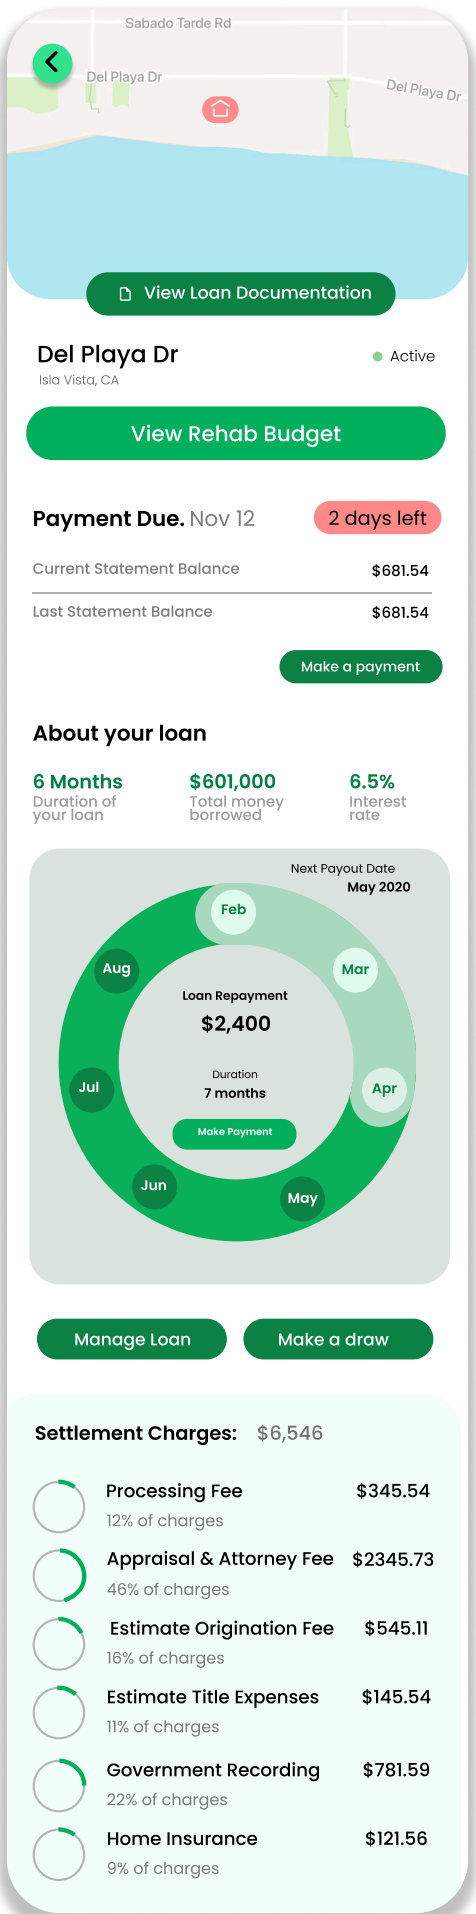 Sabado Tarde Rd
Del Playa Dr
Del Playa Dr
View Loan Documentation
Del Playa Dr
Active
Isla Vista, CA
View Rehab Budget
Payment Due. Nov 12
2 days left
Current Statement Balance
$681.54
Last Statement Balance
$681.54
Make a payment
About your loan
6 Months
Duration of
your loan
$601,000
Total money
borrowed
6.5%
Interest
rate
Next Payout Date
May 2020
Feb
Mar
Apr
May
Jun
Jul
Aug
Loan Repayment
$2,400
Duration
7 months
Make Payment
Manage Loan
Make a draw
Settlement Charges: $6,546
Processing Fee
$345.54
12% of charges
Appraisal & Attorney Fee
$2345.73
46% of charges
Estimate Origination Fee
$545.11
16% of charges
Estimate Title Expenses
$145.54
11% of charges
Government Recording
$781.59
22% of charges
Home Insurance
$121.56
9% of charges